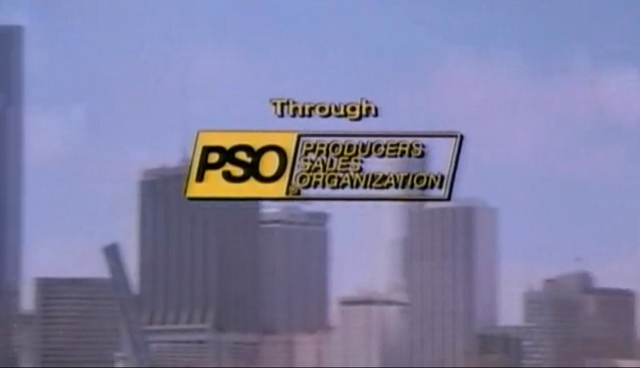 Through
PSO
PRODUCERS
SALES
ORGANIZATION